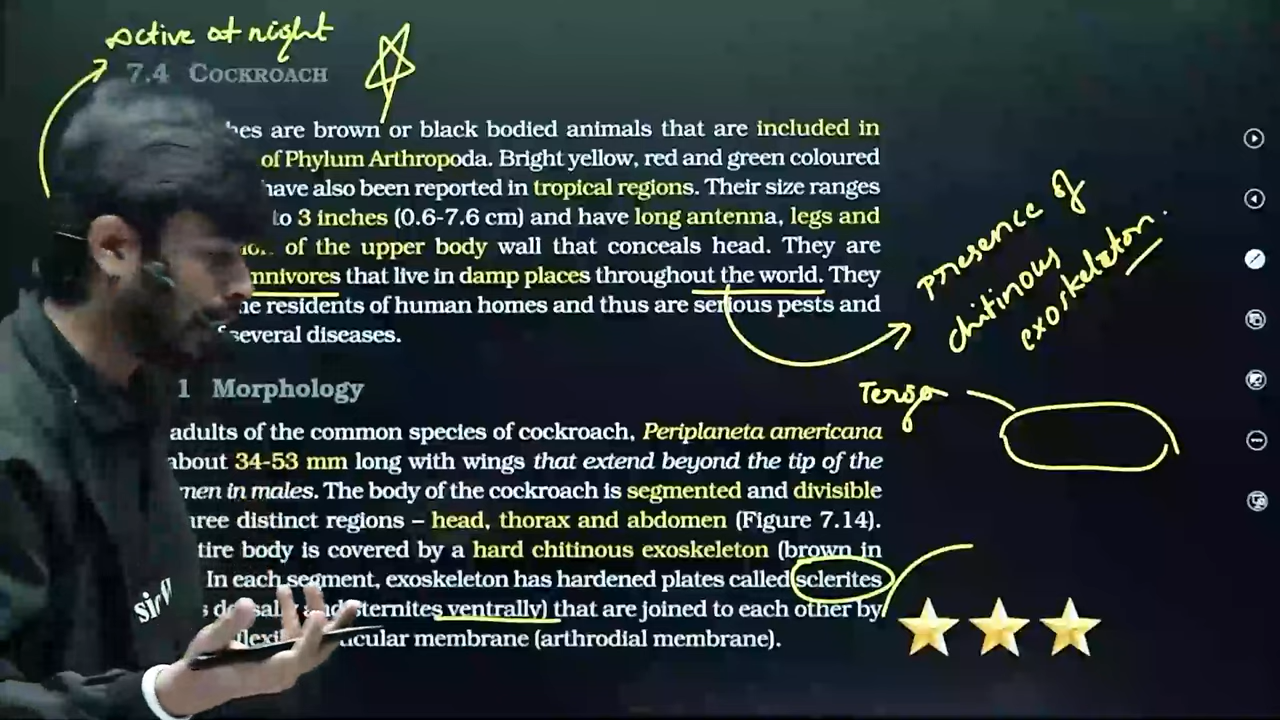 Active at night
7.4 COCKROACH
are brown or black bodied animals that are included in
of Phylum Arthropoda. Bright yellow, red and green coloured
have also been reported in tropical regions. Their size ranges
to 3 inches (0.6-7.6 cm) and have long antenna, legs and
of the upper body wall that conceals head. They are
mnivores that live in damp places throughout the world. They
residents of human homes and thus are serious pests and
several diseases.
presence of
chitinous
exoskeleton.
1 Morphology
Terga
adults of the common species of cockroach, Periplaneta americana
about 34-53 mm long with wings that extend beyond the tip of the
men in males. The body of the cockroach is segmented and divisible
three distinct regions – head, thorax and abdomen (Figure 7.14).
tire body is covered by a hard chitinous exoskeleton (brown in
In each segment, exoskeleton has hardened plates called sclerites
dorsally and sternites ventrally) that are joined to each other by
cular membrane (arthrodial membrane).